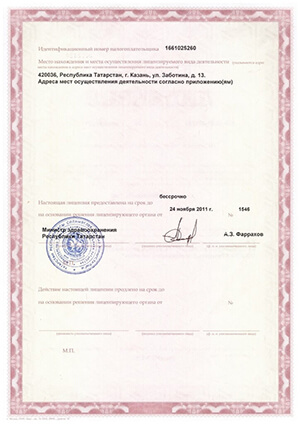 Идентификационный номер налогоплательщика 1661025260
Место нахождения и места осуществления лицензируемого вида деятельности
420036, Республика Татарстан, г. Казань, ул. Заботина, д. 13.
Адреса мест осуществления деятельности согласно приложению(ям)
бессрочно
Настоящая лицензия предоставлена на срок до
на основании решения лицензирующего органа от 24 ноября 2011 г. № 1546
Министр здравоохранения
Республики Татарстан
А.З. Фаррахов
Действие настоящей лицензии продлено на срок до
на основании решения лицензирующего органа от №
М.П.